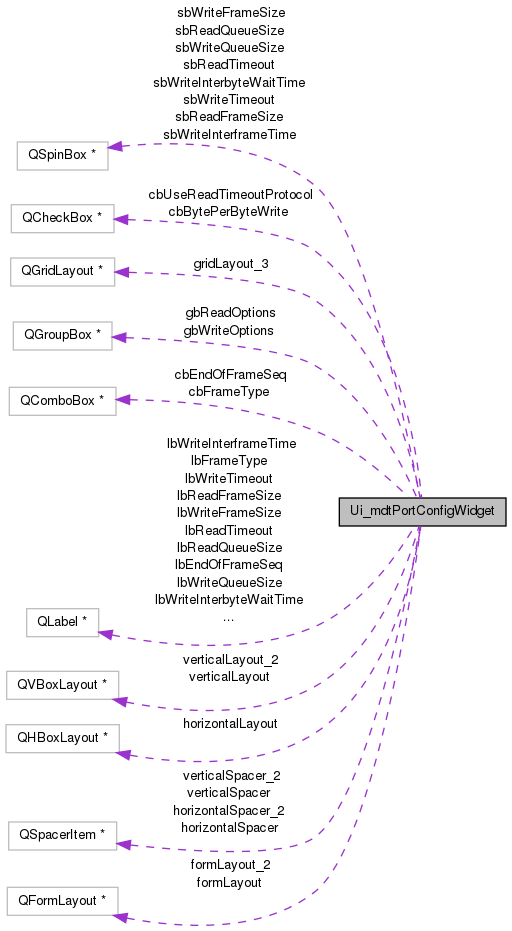 sbWriteFrameSize
sbReadQueueSize
sbWriteQueueSize
sbReadTimeout
sbWriteInterbyteWaitTime
sbWriteTimeout
sbReadFrameSize
sbWriteInterframeTime
QSpinBox *
cbUseReadTimeoutProtocol
cbBytePerByteWrite
QCheckBox *
gridLayout_3
QGridLayout *
gbReadOptions
gbWriteOptions
QGroupBox *
cbEndOfFrameSeq
cbFrameType
QComboBox *
lbWriteInterframeTime
lbFrameType
lbWriteTimeout
lbReadFrameSize
lbWriteFrameSize
lbReadTimeout
lbReadQueueSize
lbEndOfFrameSeq
lbWriteQueueSize
lbWriteInterbyteWaitTime
...
Ui_mdtPortConfigWidget
QLabel *
verticalLayout_2
verticalLayout
QVBoxLayout *
horizontalLayout
QHBoxLayout *
verticalSpacer_2
verticalSpacer
horizontalSpacer_2
horizontalSpacer
QSpacerItem *
formLayout_2
formLayout
QFormLayout *